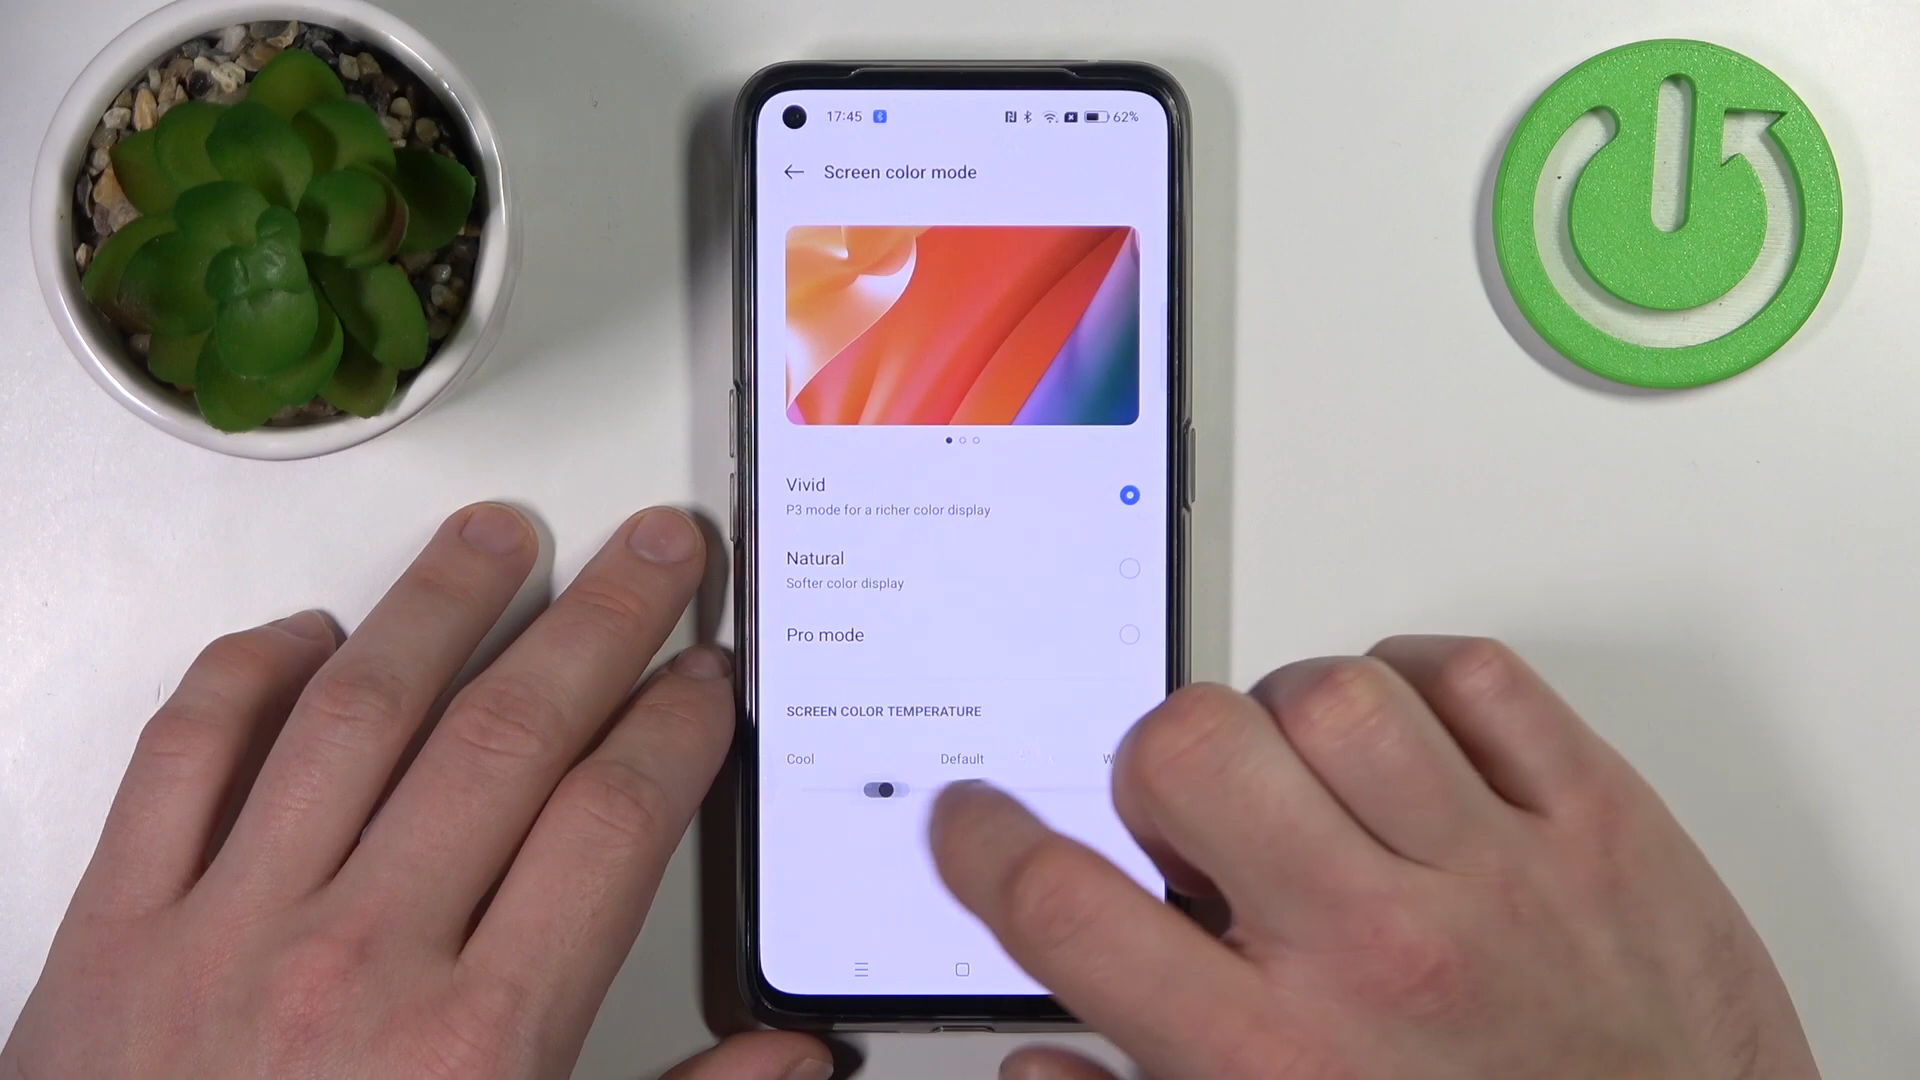 17:45 62%
Screen color mode
Vivid
P3 mode for a richer color display
Natural
Softer color display
Pro mode
SCREEN COLOR TEMPERATURE
Cool Default